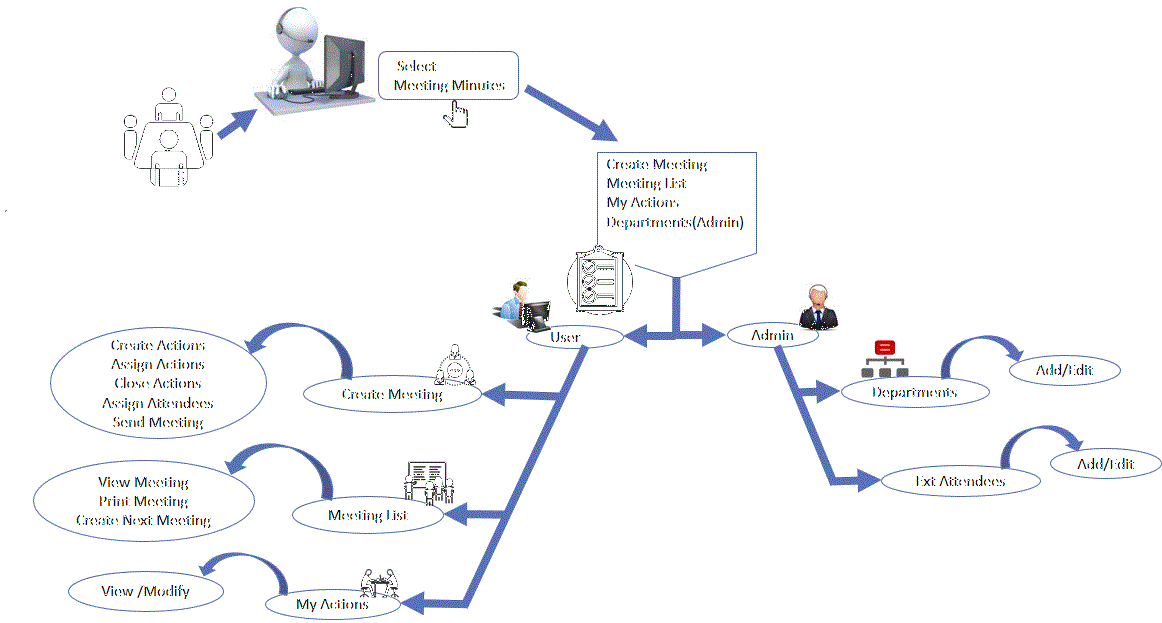 Select
Meeting Minutes
Create Meeting
Meeting List
My Actions
Departments(Admin)
User
Admin
Create Actions
Assign Actions
Close Actions
Assign Attendees
Send Meeting
Create Meeting
Departments
Add/Edit
View Meeting
Print Meeting
Create Next Meeting
Meeting List
Ext Attendees
Add/Edit
View /Modify
My Actions